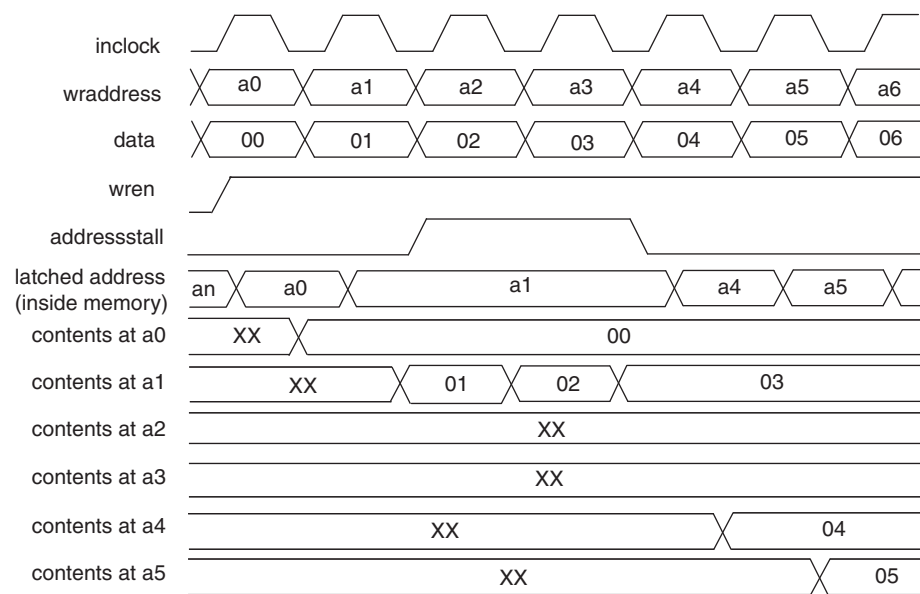 inclock
wraddress a0 a1 a2 a3 a4 a5 a6
data 00 01 02 03 04 05 06
wren
addressstall
latched address
(inside memory) an a0 a1 a4 a5
contents at a0 XX 00
contents at a1 XX 01 02 03
contents at a2 XX
contents at a3 XX
contents at a4 XX 04
contents at a5 XX 05